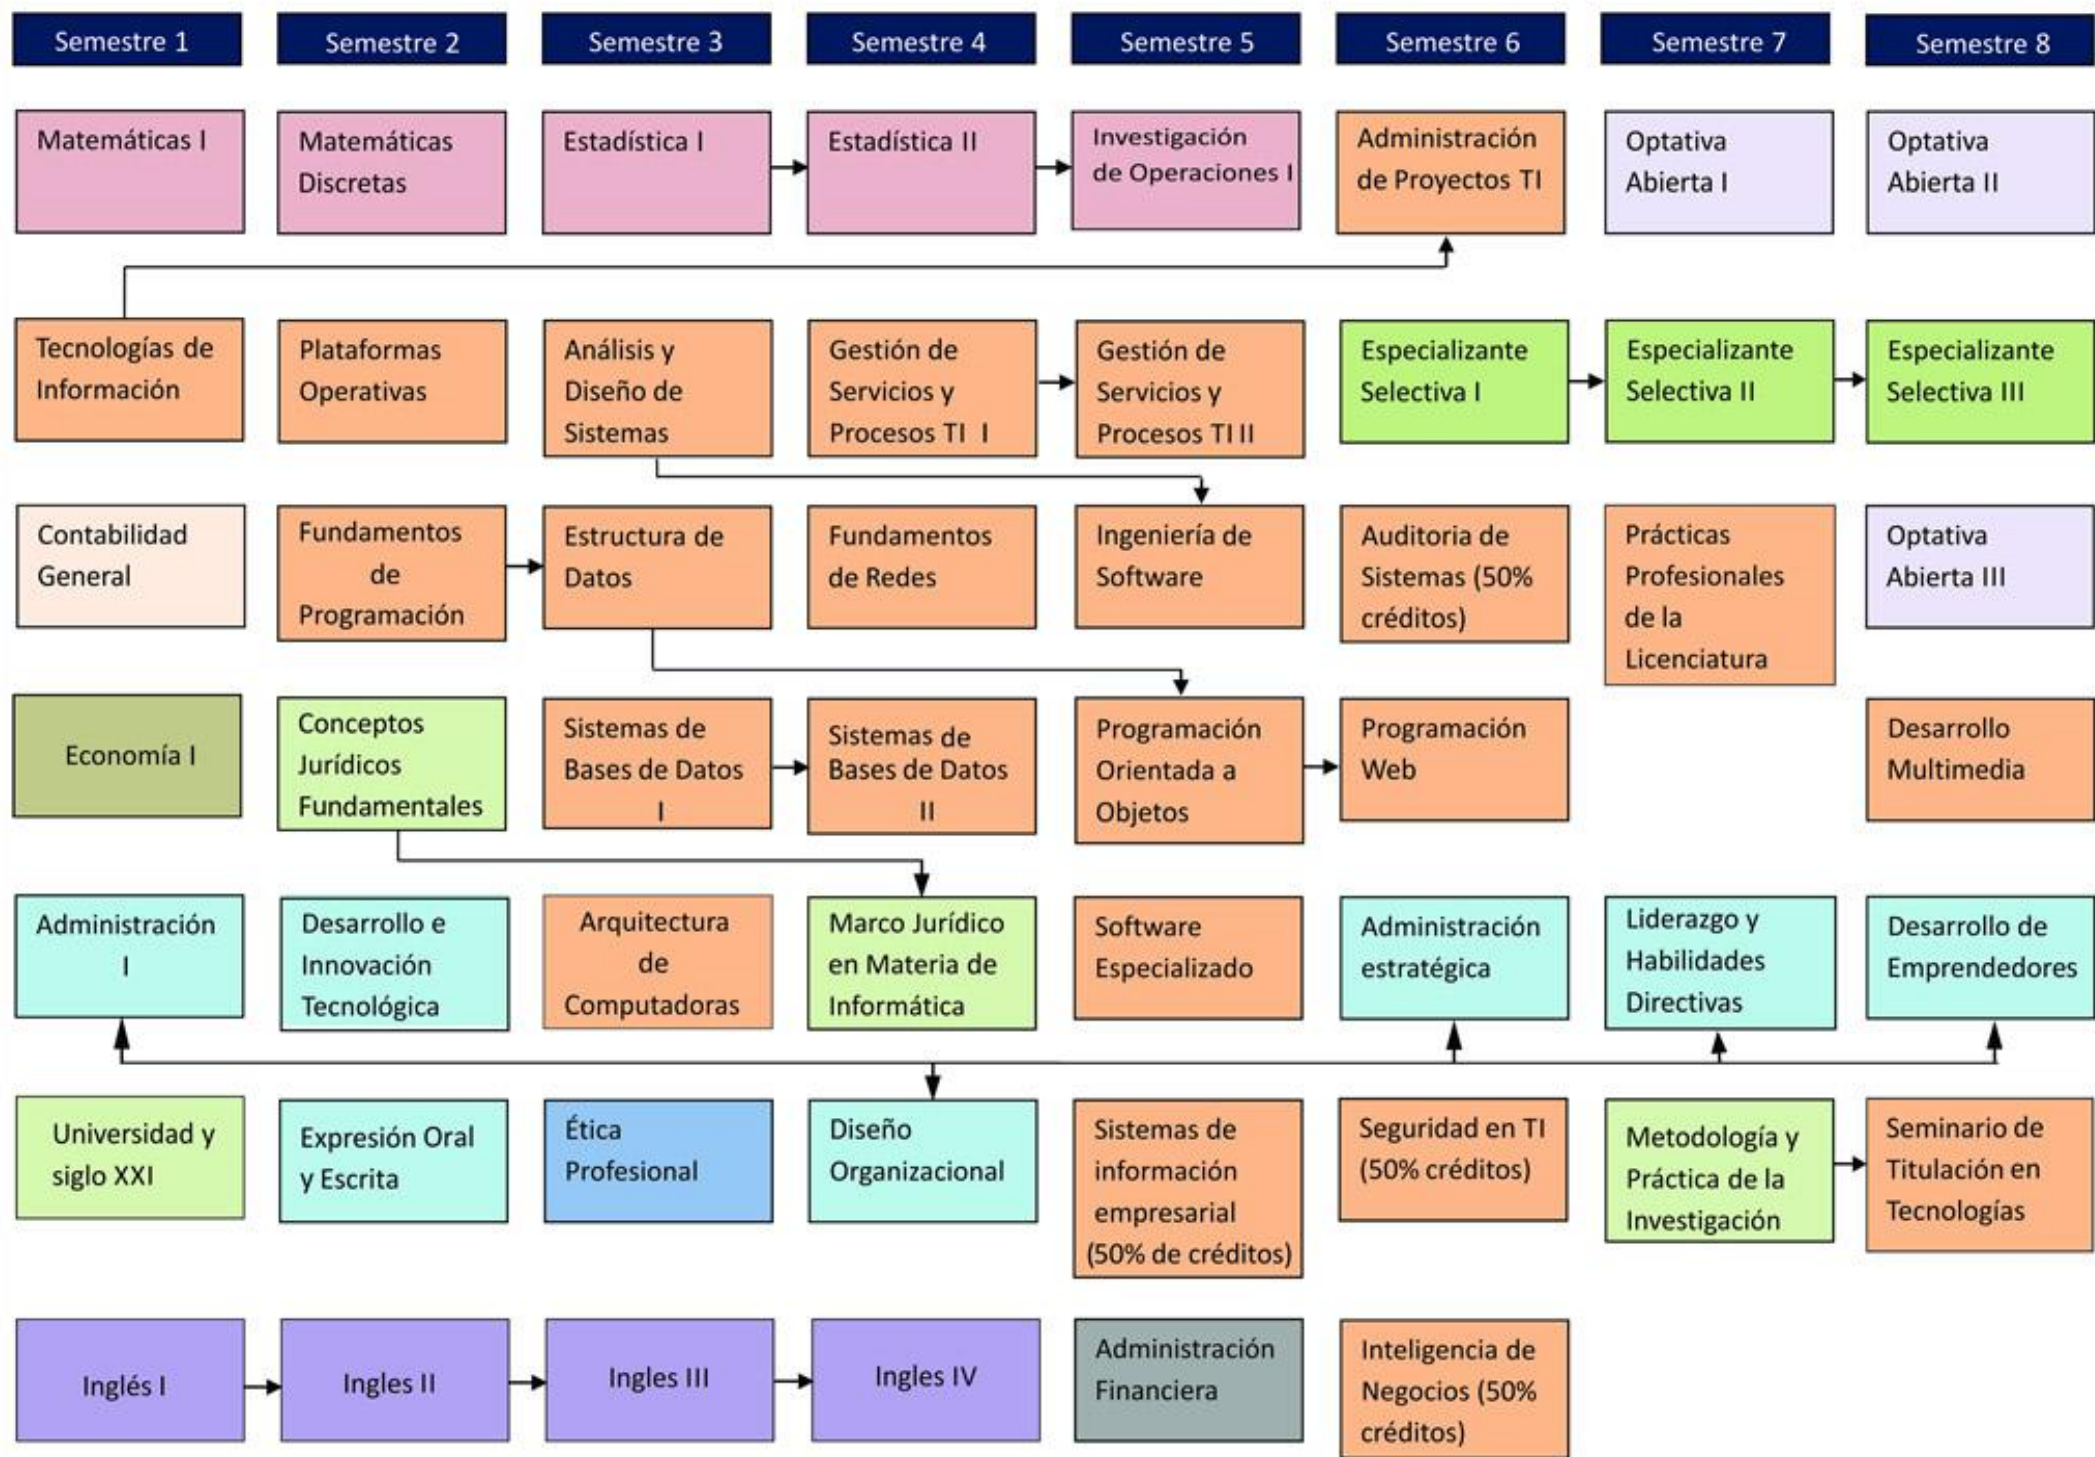 Semestre 1
Semestre 2
Semestre 3
Semestre 4
Semestre 5
Semestre 6
Semestre 7
Semestre 8
Matemáticas I
Matemáticas
Discretas
Estadística I
Estadística II
Investigación
de Operaciones I
Administración
de Proyectos TI
Optativa
Abierta I
Optativa
Abierta II
Tecnologías de
Información
Plataformas
Operativas
Análisis y
Diseño de
Sistemas
Gestión de
Servicios y
Procesos TI I
Gestión de
Servicios y
Procesos TI II
Especializante
Selectiva I
Especializante
Selectiva II
Especializante
Selectiva III
Contabilidad
General
Fundamentos
de
Programación
Estructura de
Datos
Fundamentos
de Redes
Ingeniería de
Software
Auditoria de
Sistemas (50%
créditos)
Prácticas
Profesionales
de la
Licenciatura
Optativa
Abierta III
Economía I
Conceptos
Jurídicos
Fundamentales
Sistemas de
Bases de Datos
I
Sistemas de
Bases de Datos
II
Programación
Orientada a
Objetos
Programación
Web
Desarrollo
Multimedia
Administración
I
Desarrollo e
Innovación
Tecnológica
Arquitectura
de
Computadoras
Marco Jurídico
en Materia de
Informática
Software
Especializado
Administración
estratégica
Liderazgo y
Habilidades
Directivas
Desarrollo de
Emprendedores
Universidad y
siglo XXI
Expresión Oral
y Escrita
Ética
Profesional
Diseño
Organizacional
Sistemas de
información
empresarial
(50% de créditos)
Seguridad en TI
(50% créditos)
Metodología y
Práctica de la
Investigación
Seminario de
Titulación en
Tecnologías
Inglés I
Ingles II
Ingles III
Ingles IV
Administración
Financiera
Inteligencia de
Negocios (50%
créditos)